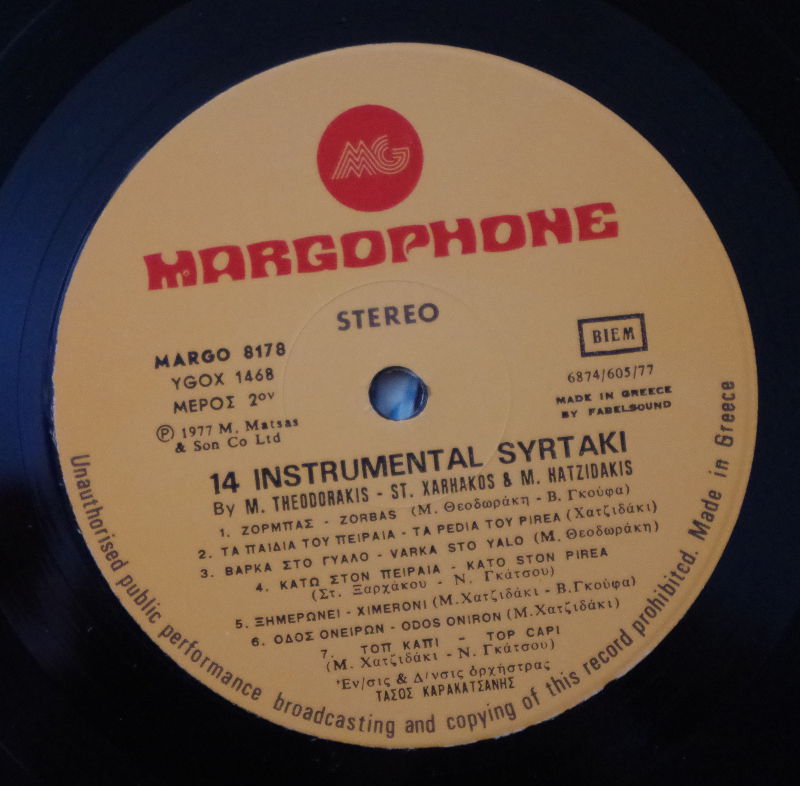 MG
MARGOPHONE
STEREO
MARGO 8178
YGOX 1468
ΜΕΡΟΣ 2ον
Ⓟ 1977 M. Matsas
& Son Co Ltd
BIEM
6874/605/77
MADE IN GREECE
BY FABELSOUND
14 INSTRUMENTAL SYRTAKI
By M. THEODORAKIS - ST. XARHAKOS & M. HATZIDAKIS
1. ΖΟΡΜΠΑΣ - ZORBAS (Μ. Θεοδωράκη - Β. Γκούφα)
2. ΤΑ ΠΑΙΔΙΑ ΤΟΥ ΠΕΙΡΑΙΑ - TA PEDIA TOY PIREA (Χατζιδάκι)
3. ΒΑΡΚΑ ΣΤΟ ΓΥΑΛΟ - VARKA STO YALO (Μ. Θεοδωράκη)
4. ΚΑΤΩ ΣΤΟΝ ΠΕΙΡΑΙΑ - KATO STON PIREA
(Στ. Ξαρχάκου - Ν. Γκάτσου)
5. ΞΗΜΕΡΩΝΕΙ - XIMERONI (Μ. Χατζιδάκι - Β. Γκούφα)
6. ΟΔΟΣ ΟΝΕΙΡΩΝ - ODOS ONIRON (Μ. Χατζιδάκι)
7. ΤΟΠ ΚΑΠΙ - TOP CAPI
(Μ. Χατζιδάκι - Ν. Γκάτσου)
Ἐν/σις & Δ/νσις ὀρχήστρας
ΤΑΣΟΣ ΚΑΡΑΚΑΤΣΑΝΗΣ
Unauthorised public performance broadcasting and copying of this record prohibited. Made in Greece